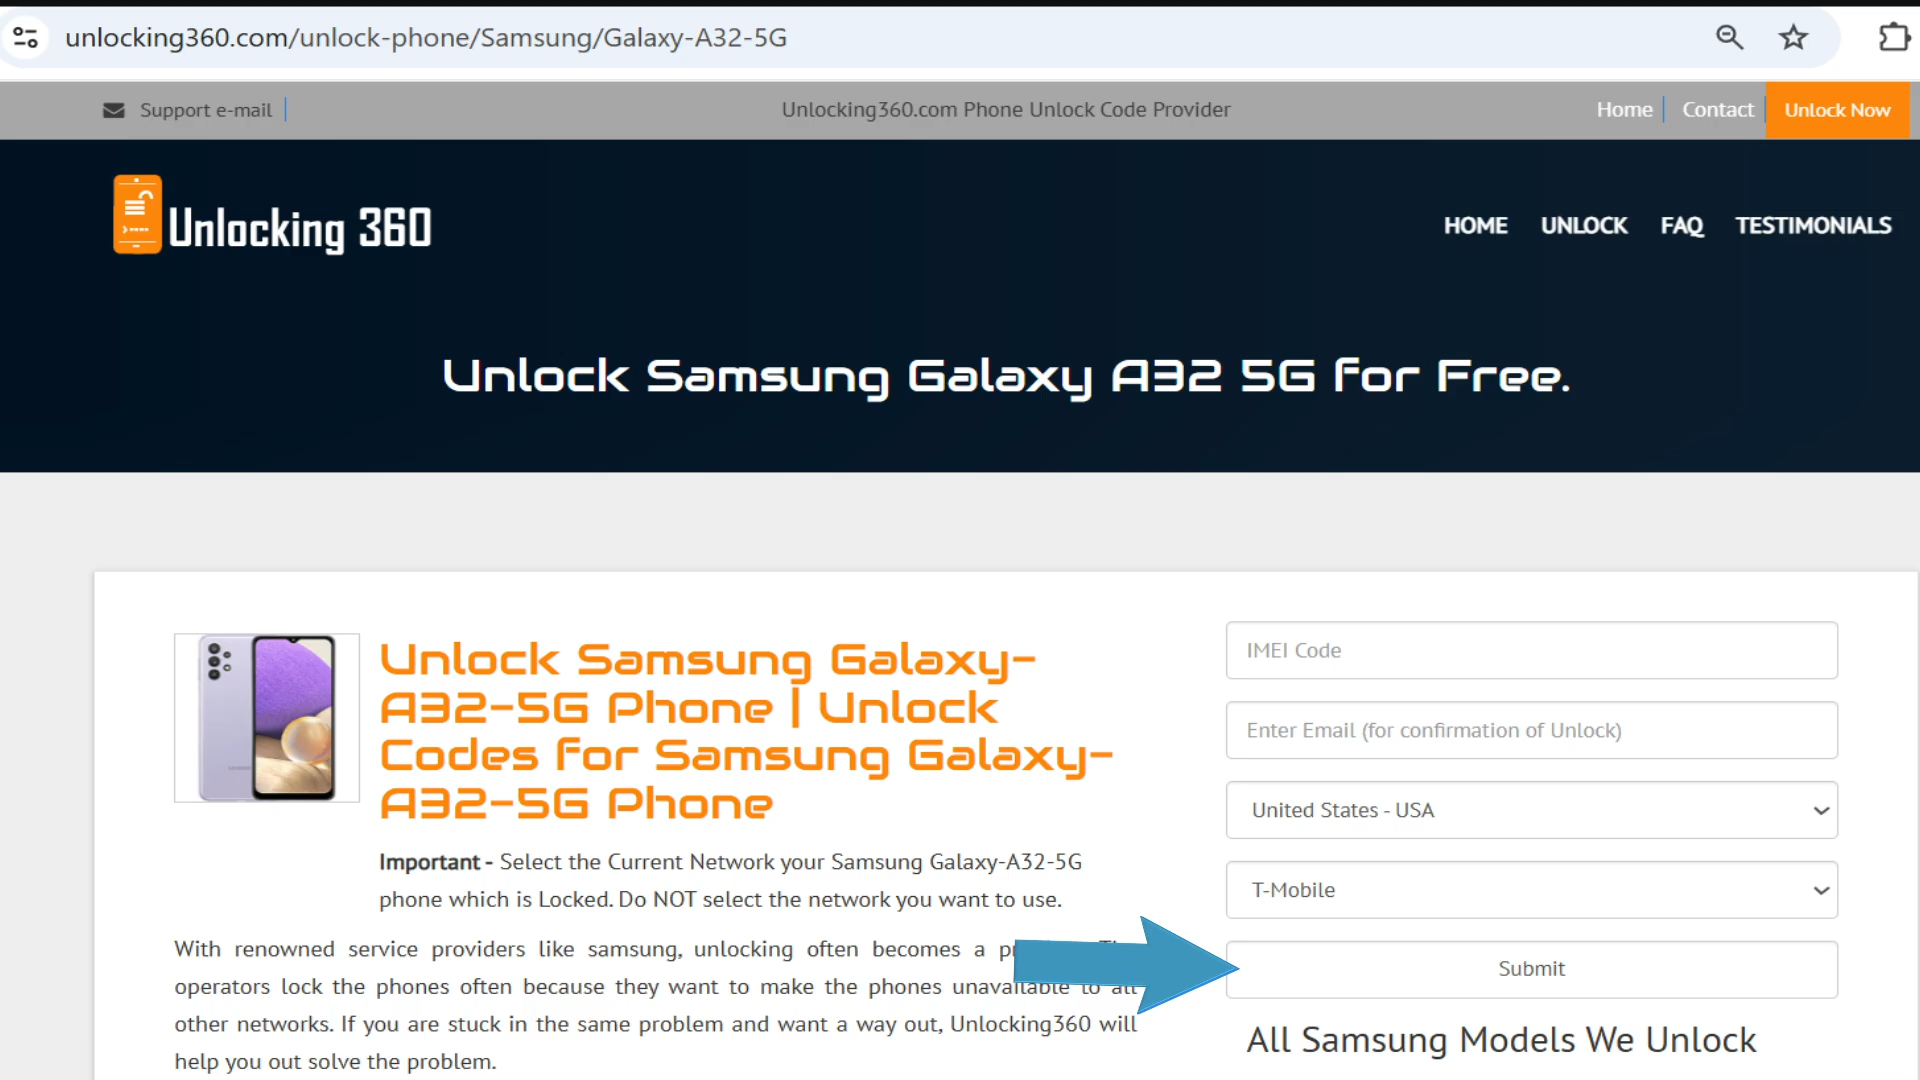 unlocking360.com/unlock-phone/Samsung/Galaxy-A32-5G
Support e-mail
Unlocking360.com Phone Unlock Code Provider
Home
Contact
Unlock Now
Unlocking 360
HOME
UNLOCK
FAQ
TESTIMONIALS
Unlock Samsung Galaxy A32 5G for Free.
Unlock Samsung Galaxy-
A32-5G Phone | Unlock
Codes for Samsung Galaxy-
A32-5G Phone
Important - Select the Current Network your Samsung Galaxy-A32-5G
phone which is Locked. Do NOT select the network you want to use.
With renowned service providers like samsung, unlocking often becomes a
operators lock the phones often because they want to make the phones unavailable to all
other networks. If you are stuck in the same problem and want a way out, Unlocking360 will
help you out solve the problem.
IMEI Code
Enter Email (for confirmation of Unlock)
United States - USA
T-Mobile
Submit
All Samsung Models We Unlock